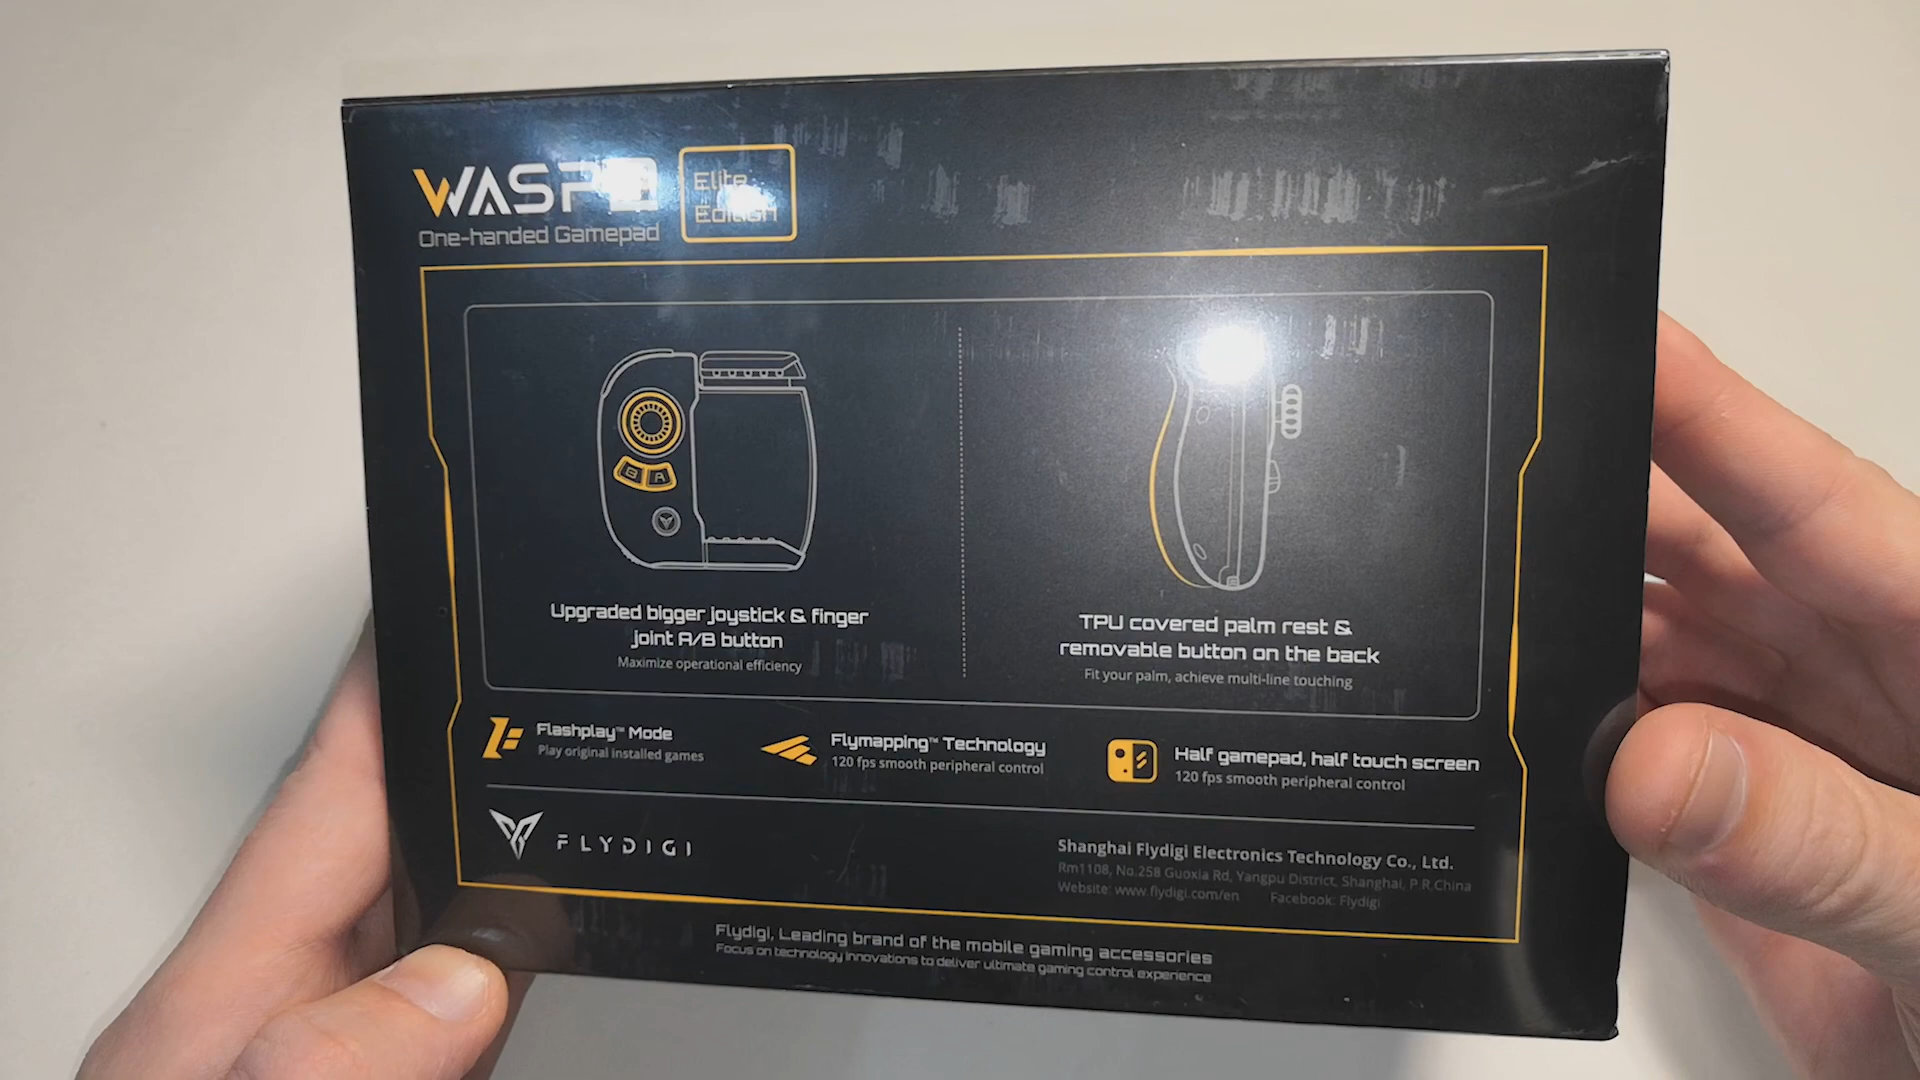 WASP
Elite
Edition
One-handed Gamepad
B A
Upgraded bigger joystick & finger
joint A/B button
Maximize operational efficiency
TPU covered palm rest &
removable button on the back
Fit your palm, achieve multi-line touching
Flashplay™ Mode
Play original installed games
Flymapping™ Technology
120 fps smooth peripheral control
Half gamepad, half touch screen
120 fps smooth peripheral control
FLYDIGI
Shanghai Flydigi Electronics Technology Co., Ltd.
Rm1108, No.258 Guoxia Rd, Yangpu District, Shanghai, P.R.China
Website: www.flydigi.com/en Facebook: Flydigi
Flydigi, Leading brand of the mobile gaming accessories
Focus on technology innovations to deliver ultimate gaming control experience